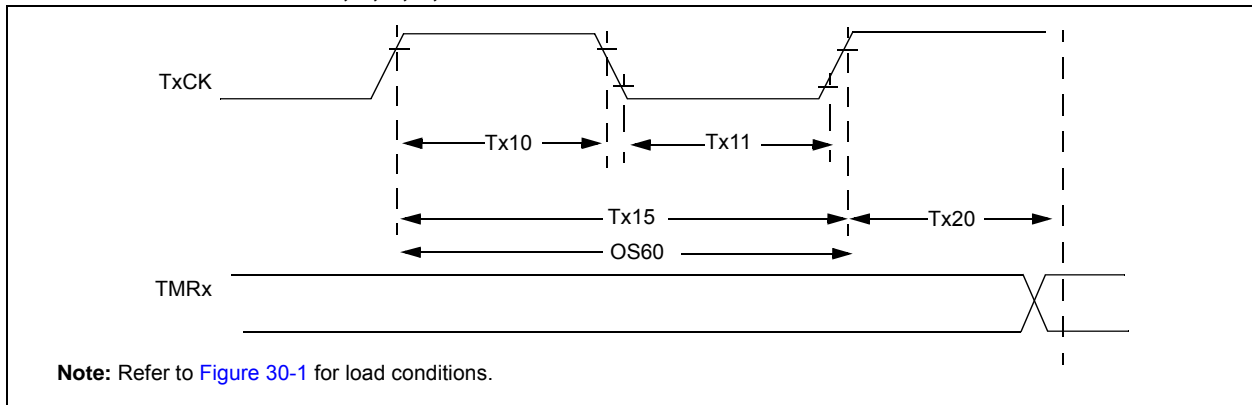 TxCK
Tx10
Tx11
Tx15
Tx20
OS60
TMRx
Note: Refer to Figure 30-1 for load conditions.